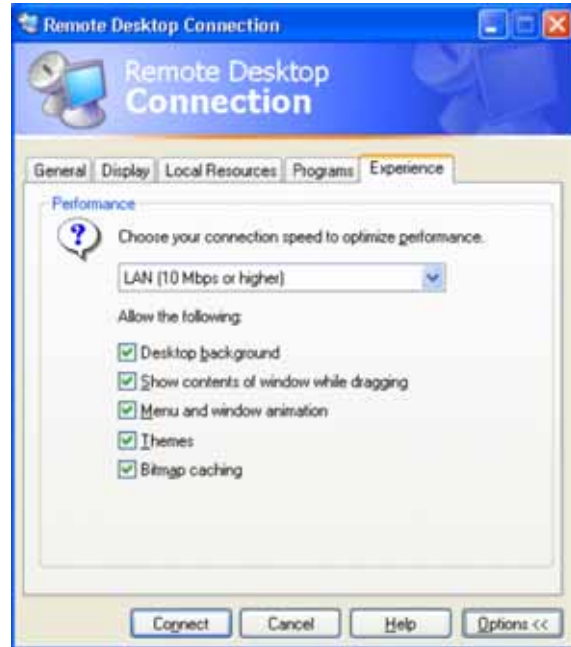 Remote Desktop Connection
Remote Desktop
Connection
General Display Local Resources Programs Experience
Performance
Choose your connection speed to optimize performance.
LAN (10 Mbps or higher)
Allow the following:
Desktop background
Show contents of window while dragging
Menu and window animation
Themes
Bitmap caching
Connect Cancel Help Options <<